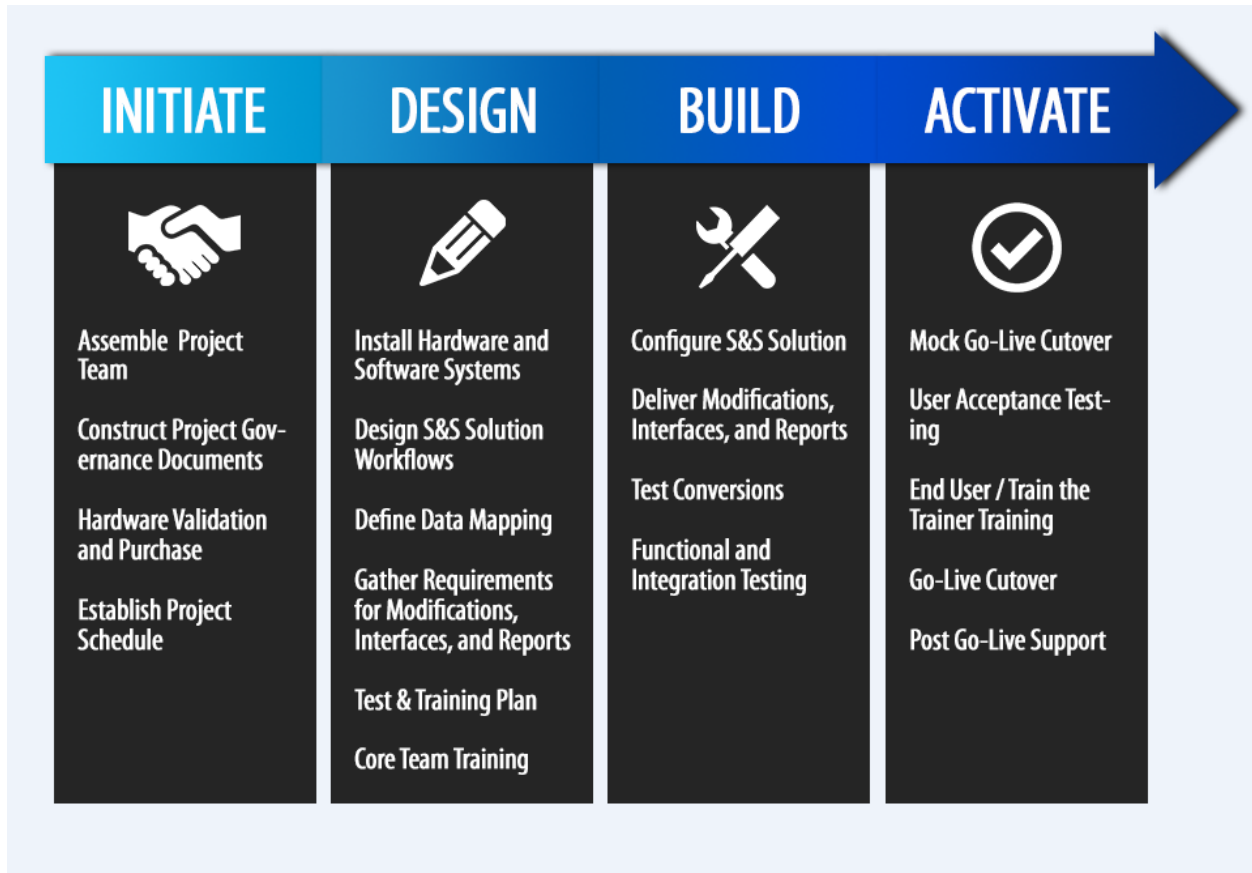 INITIATE
DESIGN
BUILD
ACTIVATE
Assemble Project
Team
Construct Project Gov-
ernance Documents
Hardware Validation
and Purchase
Establish Project
Schedule
Install Hardware and
Software Systems
Design S&S Solution
Workflows
Define Data Mapping
Gather Requirements
for Modifications,
Interfaces, and Reports
Test & Training Plan
Core Team Training
Configure S&S Solution
Deliver Modifications,
Interfaces, and Reports
Test Conversions
Functional and
Integration Testing
Mock Go-Live Cutover
User Acceptance Test-
ing
End User / Train the
Trainer Training
Go-Live Cutover
Post Go-Live Support